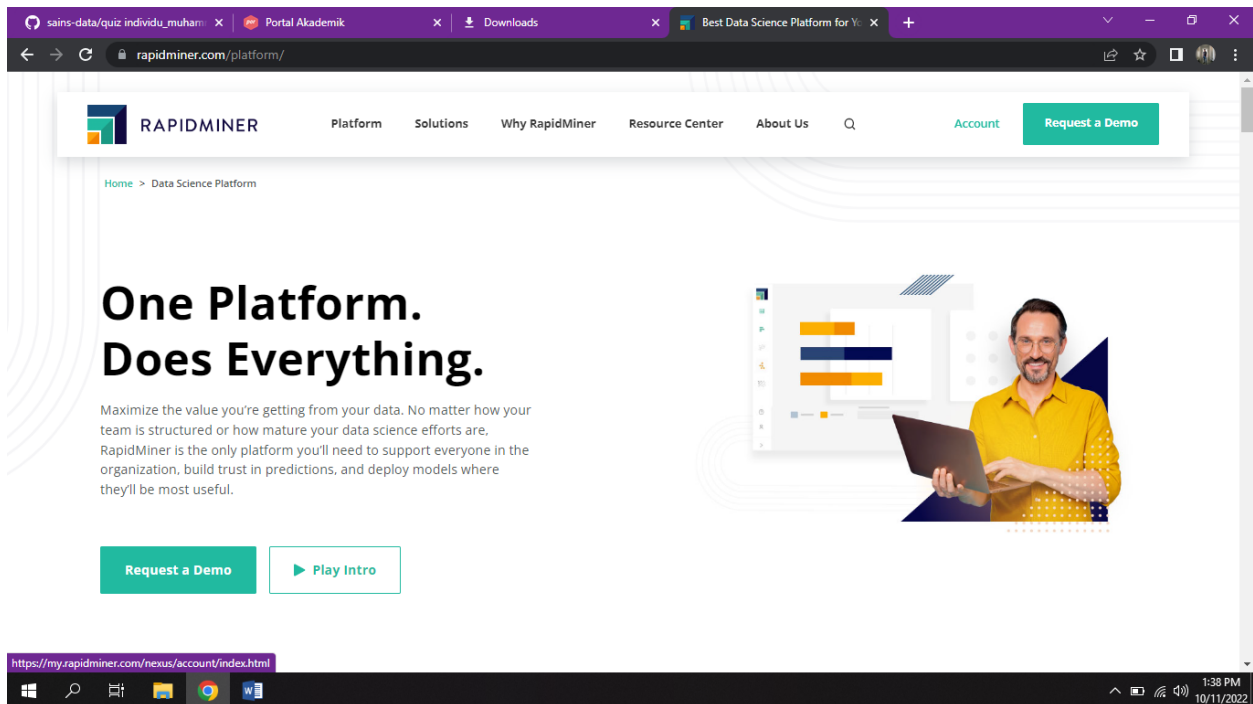 sains-data/quiz individu_muham
Portal Akademik
Downloads
Best Data Science Platform for Yo
rapidminer.com/platform/
RAPIDMINER
Platform
Solutions
Why RapidMiner
Resource Center
About Us
Account
Request a Demo
Home > Data Science Platform
One Platform.
Does Everything.
Maximize the value you're getting from your data. No matter how your
team is structured or how mature your data science efforts are,
RapidMiner is the only platform you'll need to support everyone in the
organization, build trust in predictions, and deploy models where
they'll be most useful.
Request a Demo
Play Intro
https://my.rapidminer.com/nexus/account/index.html
1:38 PM
10/11/2022